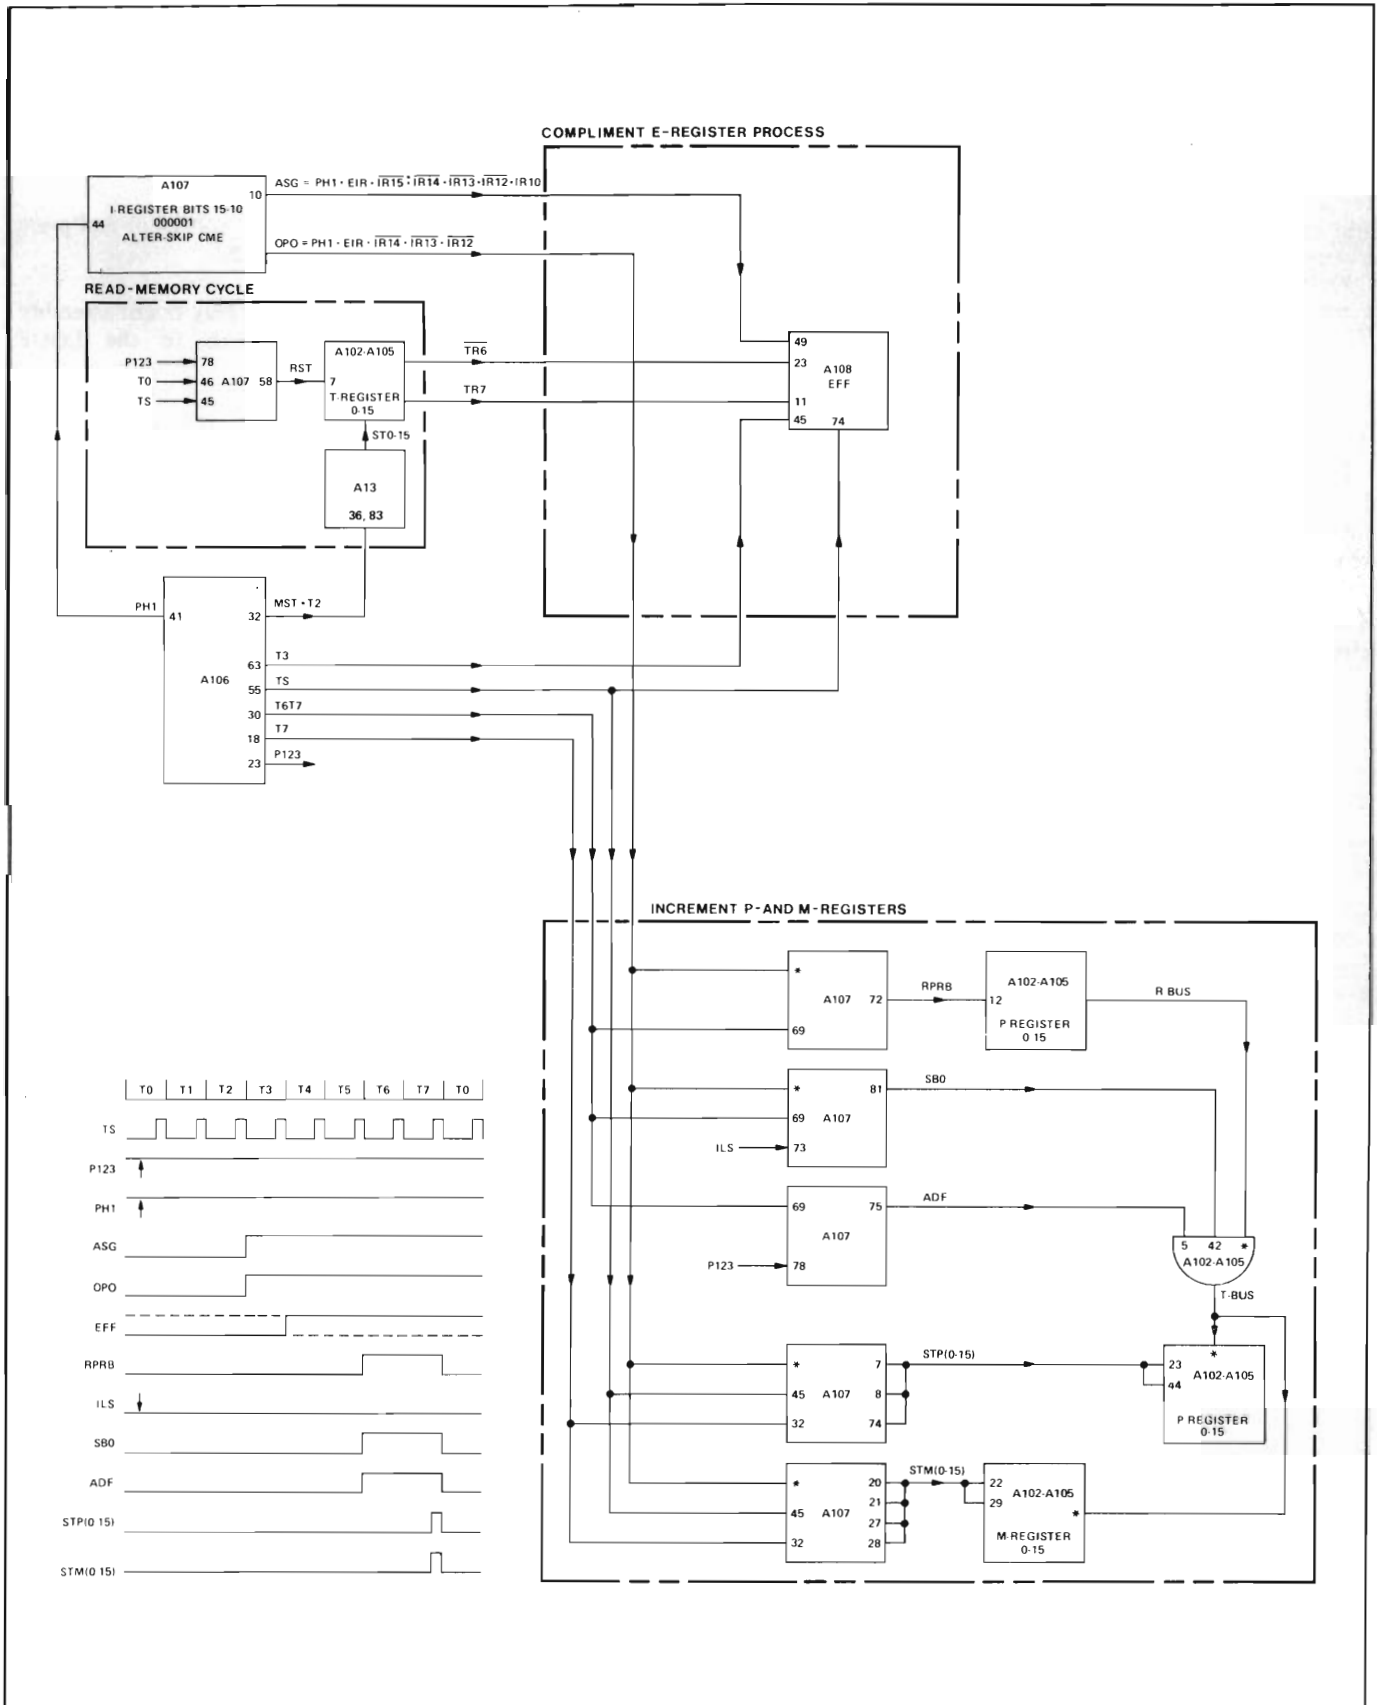 COMPLIMENT E-REGISTER PROCESS
A107
10
I-REGISTER BITS 15-10
44
000001
ALTER-SKIP CME
ASG = PH1 · EIR · IR15 · IR14 · IR13 · IR12 · IR10
OPO = PH1 · EIR · IR14 · IR13 · IR12
READ-MEMORY CYCLE
P123
78
T0
46
A107
58
TS
45
RST
A102-A105
7
T-REGISTER
0-15
TR6
TR7
ST0-15
A13
36, 83
49
23
A108
EFF
11
45
74
PH1
41
32
MST · T2
A106
63
T3
55
TS
30
T6T7
18
T7
23
P123
INCREMENT P-AND M-REGISTERS
*
A107
72
69
RPRB
A102-A105
12
P REGISTER
0 15
R BUS
*
81
SB0
69
A107
ILS
73
69
75
ADF
A107
P123
78
5
42
*
A102-A105
T-BUS
*
7
STP(0-15)
45
A107
8
32
74
*
23
A102-A105
44
P REGISTER
0-15
*
20
STM(0-15)
21
45
A107
27
32
28
22
A102-A105
29
*
M-REGISTER
0-15
T0 T1 T2 T3 T4 T5 T6 T7 T0
TS
P123
PH1
ASG
OPO
EFF
RPRB
ILS
SB0
ADF
STP(0 15)
STM(0 15)